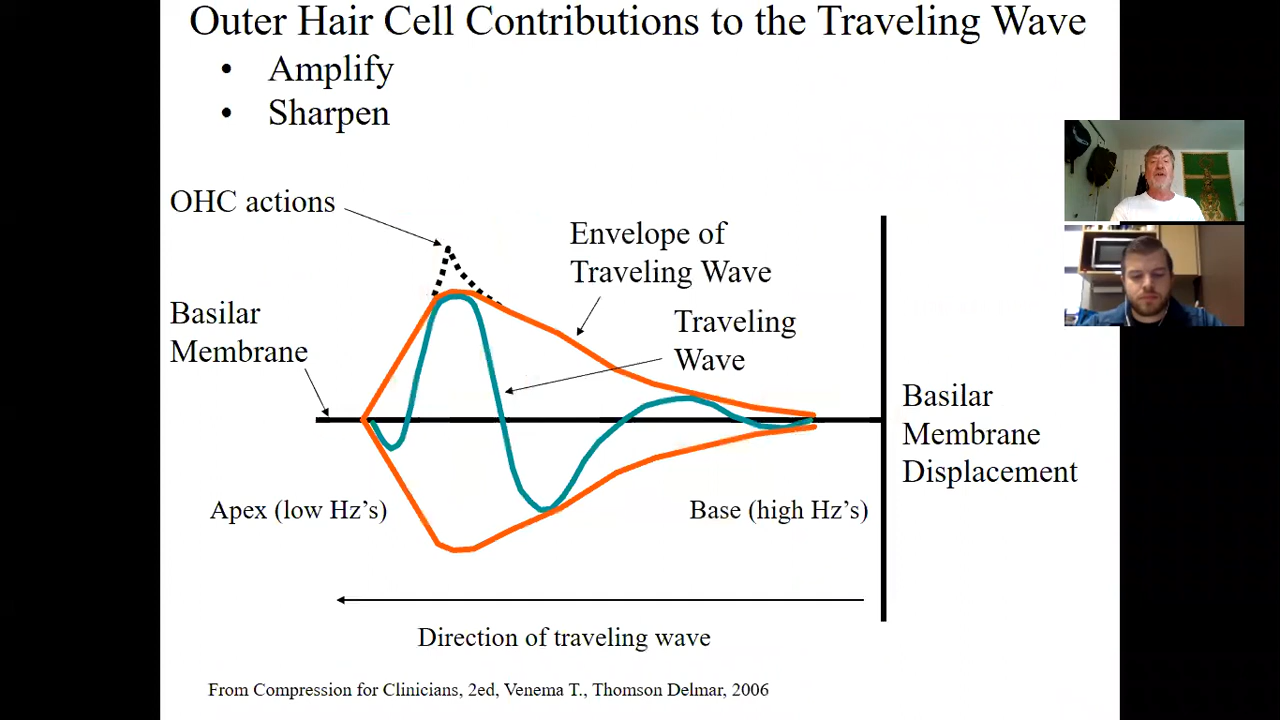 Outer Hair Cell Contributions to the Traveling Wave
• Amplify
• Sharpen
OHC actions
Envelope of
Traveling Wave
Basilar
Membrane
Traveling
Wave
Basilar
Membrane
Displacement
Apex (low Hz's)
Base (high Hz's)
Direction of traveling wave
From Compression for Clinicians, 2ed, Venema T., Thomson Delmar, 2006